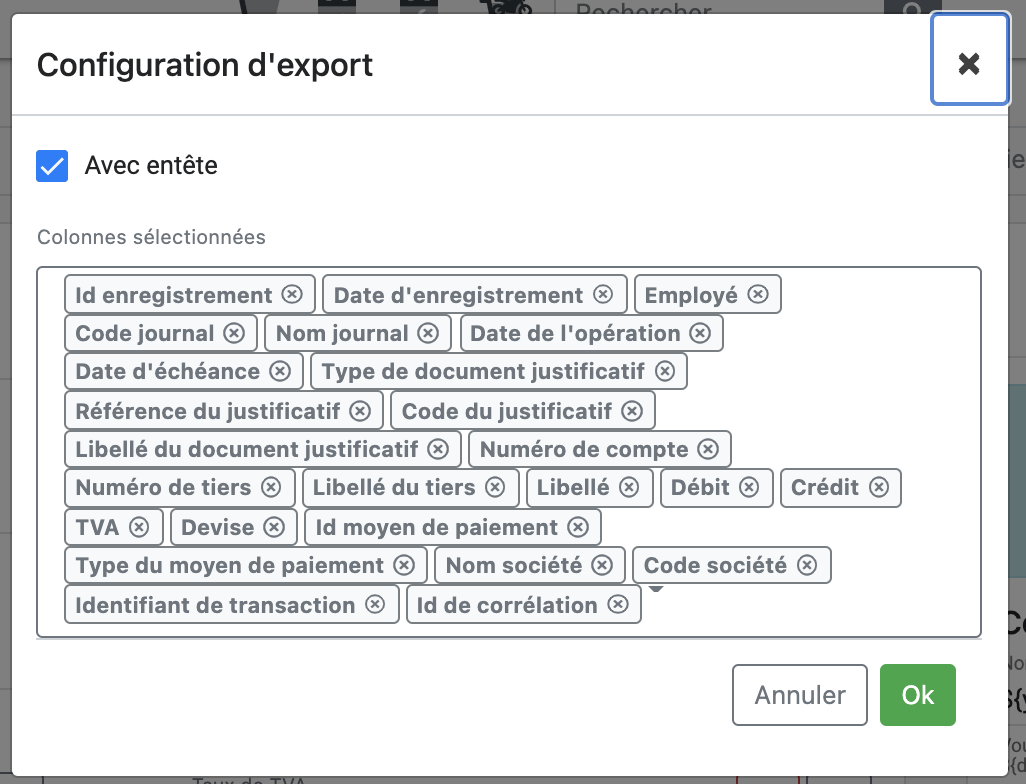 Rechercher
Configuration d'export
Avec entête
Colonnes sélectionnées
Id enregistrement Date d'enregistrement Employé
Code journal Nom journal Date de l'opération
Date d'échéance Type de document justificatif
Référence du justificatif Code du justificatif
Libellé du document justificatif Numéro de compte
Numéro de tiers Libellé du tiers Libellé Débit Crédit
TVA Devise Id moyen de paiement
Type du moyen de paiement Nom société Code société
Identifiant de transaction Id de corrélation
Annuler Ok
Taux de TVA